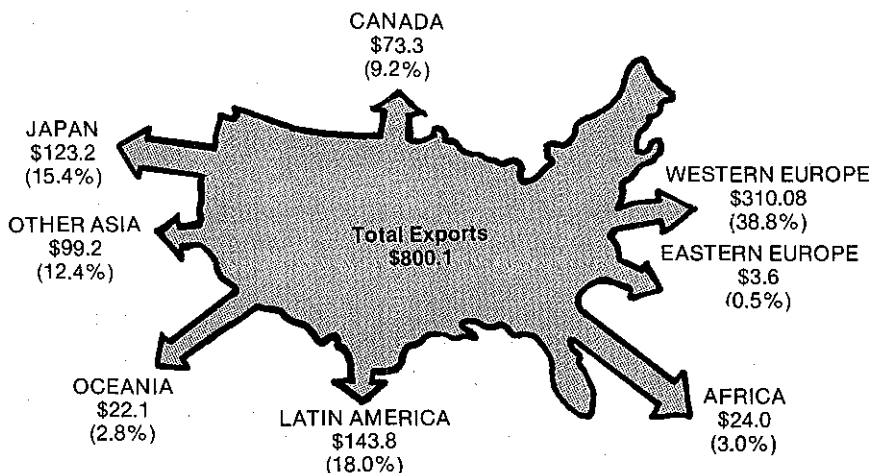 CANADA
$73.3
(9.2%)
JAPAN
$123.2
(15.4%)
WESTERN EUROPE
$310.08
(38.8%)
OTHER ASIA
$99.2
(12.4%)
Total Exports
$800.1
EASTERN EUROPE
$3.6
(0.5%)
OCEANIA
$22.1
(2.8%)
LATIN AMERICA
$143.8
(18.0%)
AFRICA
$24.0
(3.0%)